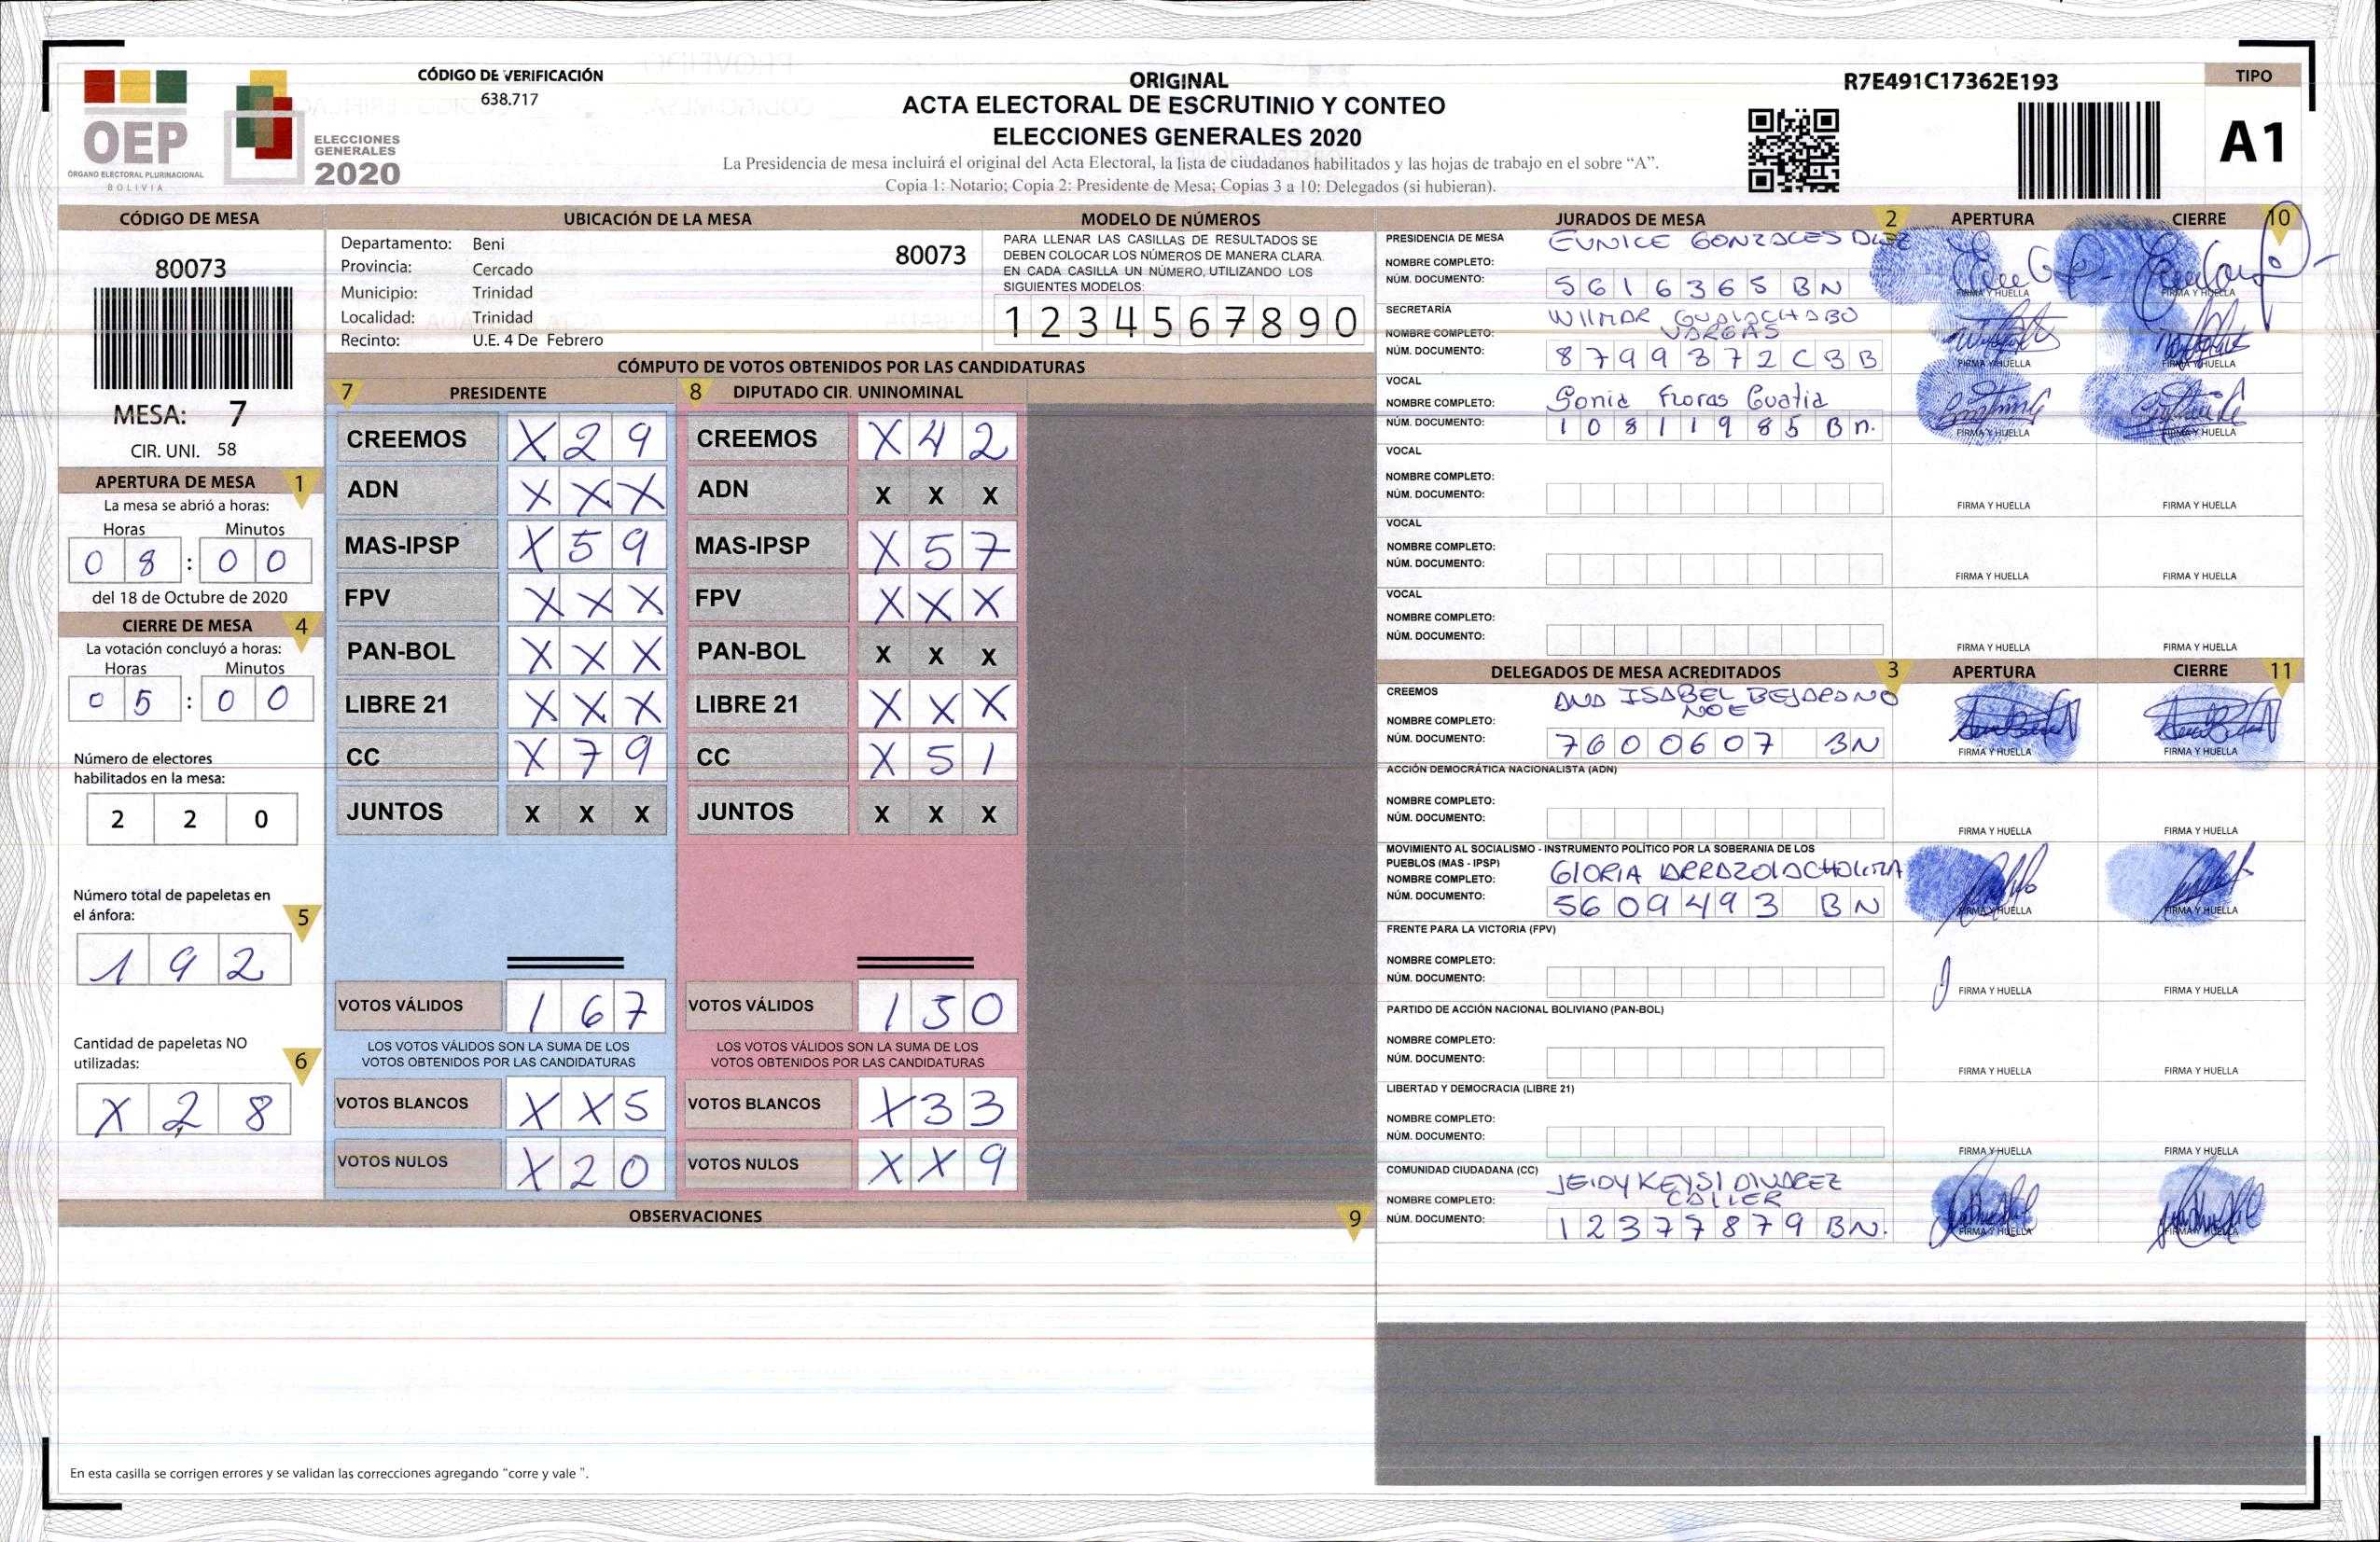 OEP
ÓRGANO ELECTORAL PLURINACIONAL
BOLIVIA
ELECCIONES
GENERALES
2020
CÓDIGO DE VERIFICACIÓN
638.717
ORIGINAL
ACTA ELECTORAL DE ESCRUTINIO Y CONTEO
ELECCIONES GENERALES 2020
La Presidencia de mesa incluirá el original del Acta Electoral, la lista de ciudadanos habilitados y las hojas de trabajo en el sobre “A”.
Copia 1: Notario; Copia 2: Presidente de Mesa; Copias 3 a 10: Delegados (si hubieran).
R7E491C17362E193
TIPO
A1
CÓDIGO DE MESA
80073
MESA: 7
CIR. UNI. 58
APERTURA DE MESA 1
La mesa se abrió a horas:
Horas Minutos
0 8 : 0 0
del 18 de Octubre de 2020
CIERRE DE MESA 4
La votación concluyó a horas:
Horas Minutos
0 5 : 0 0
Número de electores
habilitados en la mesa:
2 2 0
Número total de papeletas en
el ánfora: 5
1 9 2
Cantidad de papeletas NO
utilizadas: 6
X 2 8
UBICACIÓN DE LA MESA
Departamento: Beni 80073
Provincia: Cercado
Municipio: Trinidad
Localidad: Trinidad
Recinto: U.E. 4 De Febrero
MODELO DE NÚMEROS
PARA LLENAR LAS CASILLAS DE RESULTADOS SE
DEBEN COLOCAR LOS NÚMEROS DE MANERA CLARA.
EN CADA CASILLA UN NÚMERO, UTILIZANDO LOS
SIGUIENTES MODELOS:
1 2 3 4 5 6 7 8 9 0
CÓMPUTO DE VOTOS OBTENIDOS POR LAS CANDIDATURAS
7 PRESIDENTE 8 DIPUTADO CIR. UNINOMINAL
CREEMOS X 2 9 CREEMOS X 4 2
ADN X X X ADN X X X
MAS-IPSP X 5 9 MAS-IPSP X 5 7
FPV X X X FPV X X X
PAN-BOL X X X PAN-BOL X X X
LIBRE 21 X X X LIBRE 21 X X X
CC X 7 9 CC X 5 1
JUNTOS X X X JUNTOS X X X
VOTOS VÁLIDOS 1 6 7 VOTOS VÁLIDOS 1 5 0
LOS VOTOS VÁLIDOS SON LA SUMA DE LOS LOS VOTOS VÁLIDOS SON LA SUMA DE LOS
VOTOS OBTENIDOS POR LAS CANDIDATURAS VOTOS OBTENIDOS POR LAS CANDIDATURAS
VOTOS BLANCOS X X 5 VOTOS BLANCOS X 3 3
VOTOS NULOS X 2 0 VOTOS NULOS X X 9
OBSERVACIONES 9
En esta casilla se corrigen errores y se validan las correcciones agregando “corre y vale ”.
JURADOS DE MESA 2 APERTURA CIERRE 10
PRESIDENCIA DE MESA EUNICE GONZALES
NOMBRE COMPLETO:
NÚM. DOCUMENTO: 5 6 1 6 3 6 5 B N FIRMA Y HUELLA FIRMA Y HUELLA
SECRETARÍA WILMAR GUALACHABO
NOMBRE COMPLETO: VARGAS
NÚM. DOCUMENTO: 8 7 9 9 3 7 2 C B B FIRMA Y HUELLA FIRMA Y HUELLA
VOCAL
NOMBRE COMPLETO: Sonia Floras Guatia
NÚM. DOCUMENTO: 1 0 8 1 1 9 8 5 B n. FIRMA Y HUELLA FIRMA Y HUELLA
VOCAL
NOMBRE COMPLETO:
NÚM. DOCUMENTO: FIRMA Y HUELLA FIRMA Y HUELLA
VOCAL
NOMBRE COMPLETO:
NÚM. DOCUMENTO: FIRMA Y HUELLA FIRMA Y HUELLA
VOCAL
NOMBRE COMPLETO:
NÚM. DOCUMENTO: FIRMA Y HUELLA FIRMA Y HUELLA
DELEGADOS DE MESA ACREDITADOS 3 APERTURA CIERRE 11
CREEMOS ANA ISABEL BEJARANO
NOMBRE COMPLETO: NOE
NÚM. DOCUMENTO: 7 6 0 0 6 0 7 B N FIRMA Y HUELLA FIRMA Y HUELLA
ACCIÓN DEMOCRÁTICA NACIONALISTA (ADN)
NOMBRE COMPLETO:
NÚM. DOCUMENTO: FIRMA Y HUELLA FIRMA Y HUELLA
MOVIMIENTO AL SOCIALISMO - INSTRUMENTO POLÍTICO POR LA SOBERANIA DE LOS
PUEBLOS (MAS - IPSP)
NOMBRE COMPLETO: GLORIA
NÚM. DOCUMENTO: 5 6 0 9 4 9 3 B N FIRMA Y HUELLA FIRMA Y HUELLA
FRENTE PARA LA VICTORIA (FPV)
NOMBRE COMPLETO:
NÚM. DOCUMENTO: FIRMA Y HUELLA FIRMA Y HUELLA
PARTIDO DE ACCIÓN NACIONAL BOLIVIANO (PAN-BOL)
NOMBRE COMPLETO:
NÚM. DOCUMENTO: FIRMA Y HUELLA FIRMA Y HUELLA
LIBERTAD Y DEMOCRACIA (LIBRE 21)
NOMBRE COMPLETO:
NÚM. DOCUMENTO: FIRMA Y HUELLA FIRMA Y HUELLA
COMUNIDAD CIUDADANA (CC) JEIDY KEYSI ALVAREZ
NOMBRE COMPLETO: CALLER
NÚM. DOCUMENTO: 1 2 3 7 7 8 7 9 BN. FIRMA Y HUELLA FIRMA Y HUELLA